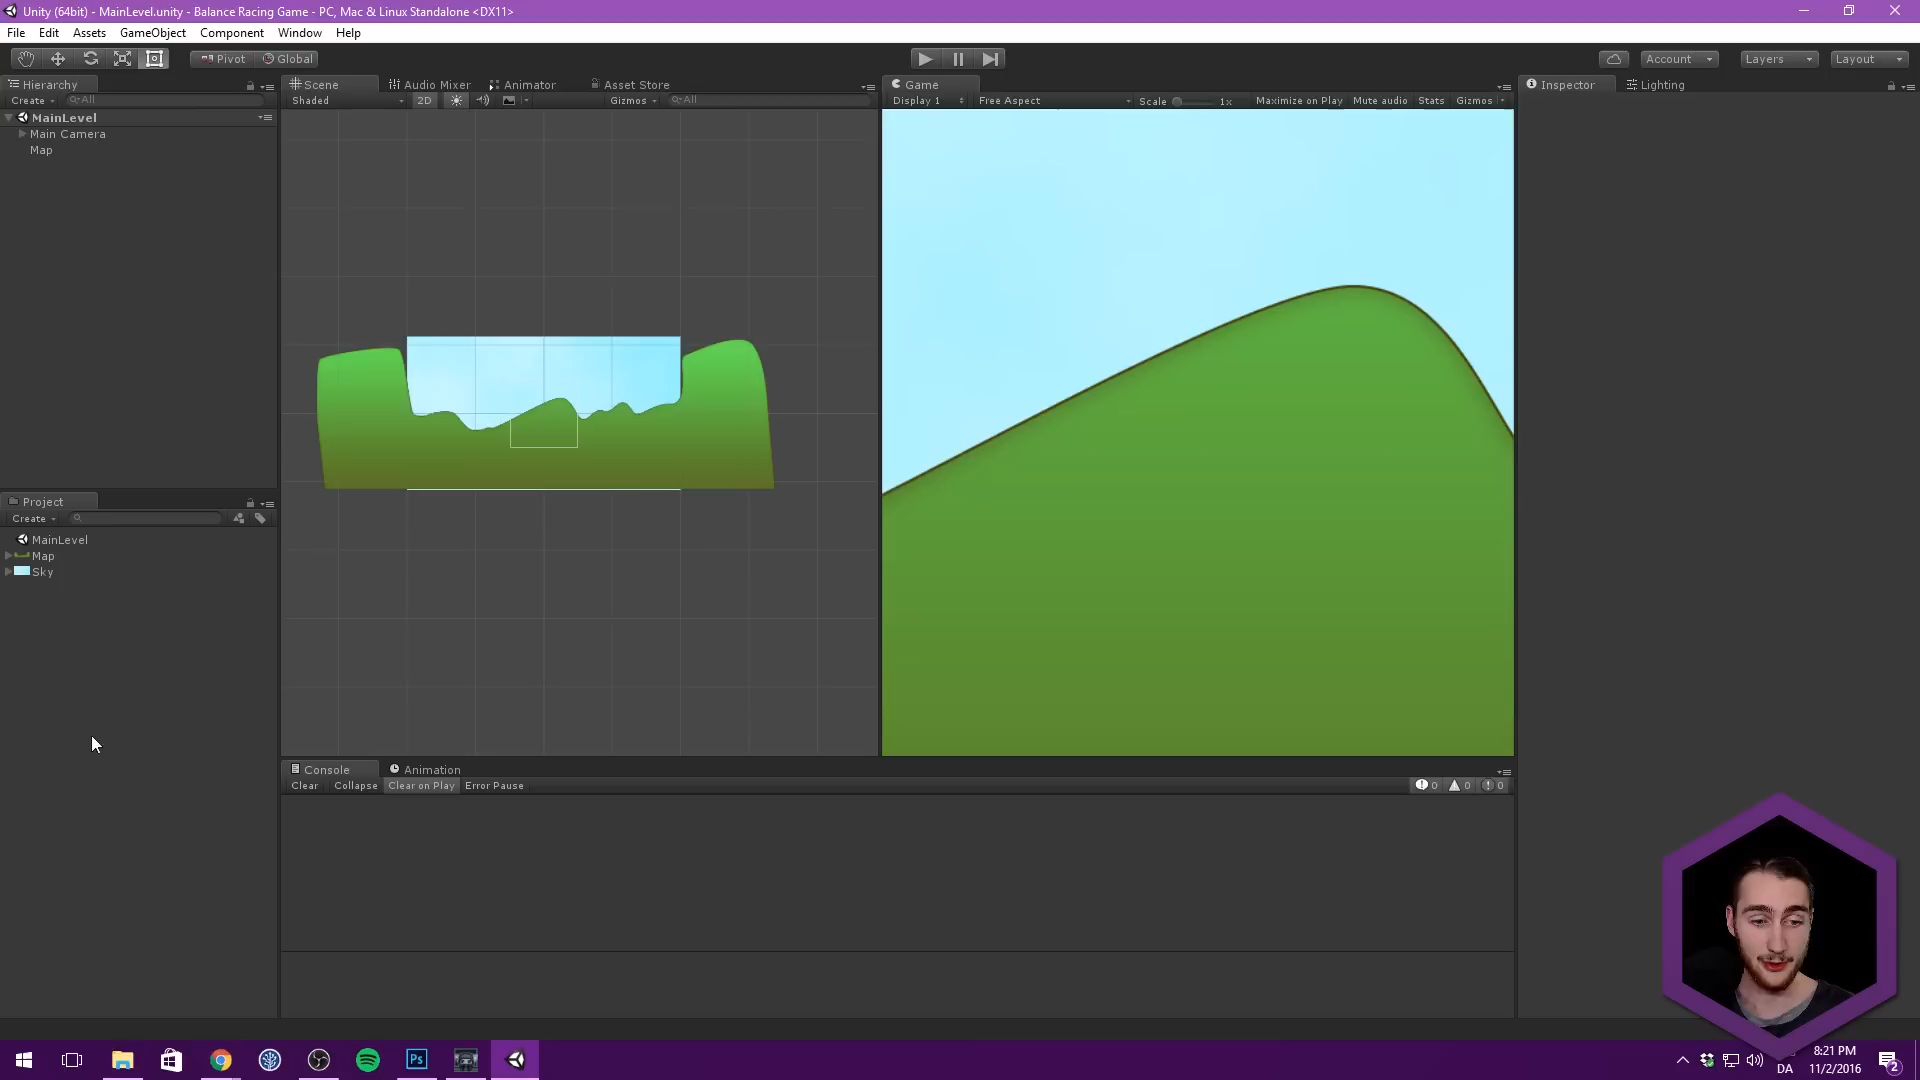 Unity (64bit) - MainLevel.unity - Balance Racing Game - PC, Mac & Linux Standalone <DX11>
File Edit Assets GameObject Component Window Help
Pivot Global
Account Layers Layout
Hierarchy
Create All
MainLevel
Main Camera
Map
Scene Audio Mixer Animator Asset Store
Shaded 2D Gizmos All
Game
Display 1 Free Aspect Scale 1x Maximize on Play Mute audio Stats Gizmos
Inspector Lighting
Project
Create
MainLevel
Map
Sky
Console Animation
Clear Collapse Clear on Play Error Pause
0 0 0
Ps
8:21 PM
DA 11/2/2016
2